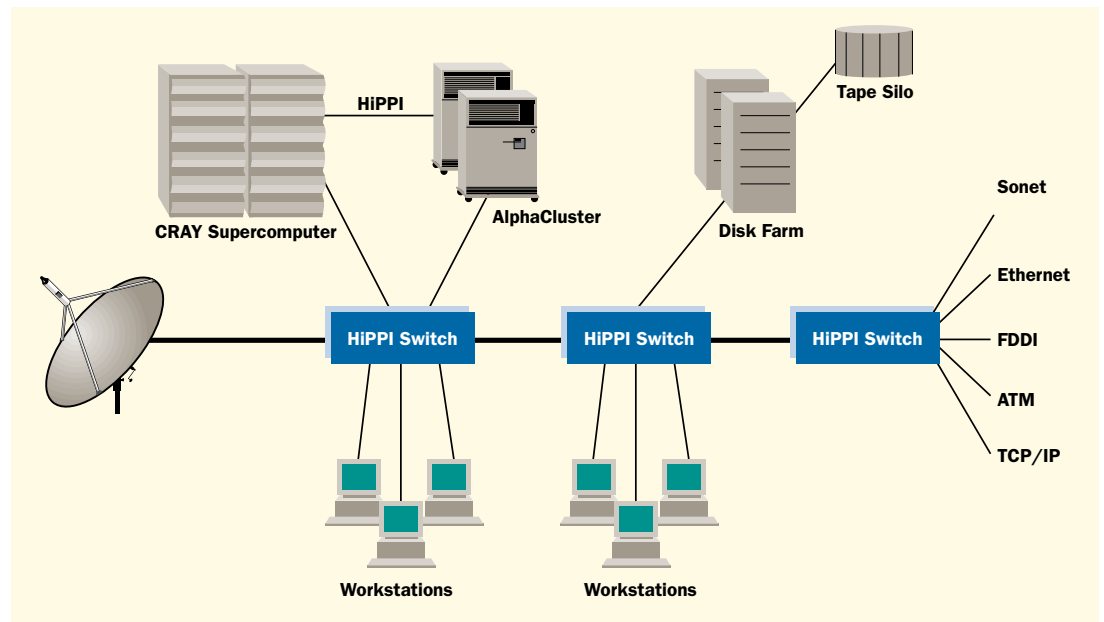 Tape Silo
HiPPI
Sonet
CRAY Supercomputer
AlphaCluster
Disk Farm
Ethernet
HiPPI Switch
HiPPI Switch
HiPPI Switch
FDDI
ATM
TCP/IP
Workstations
Workstations